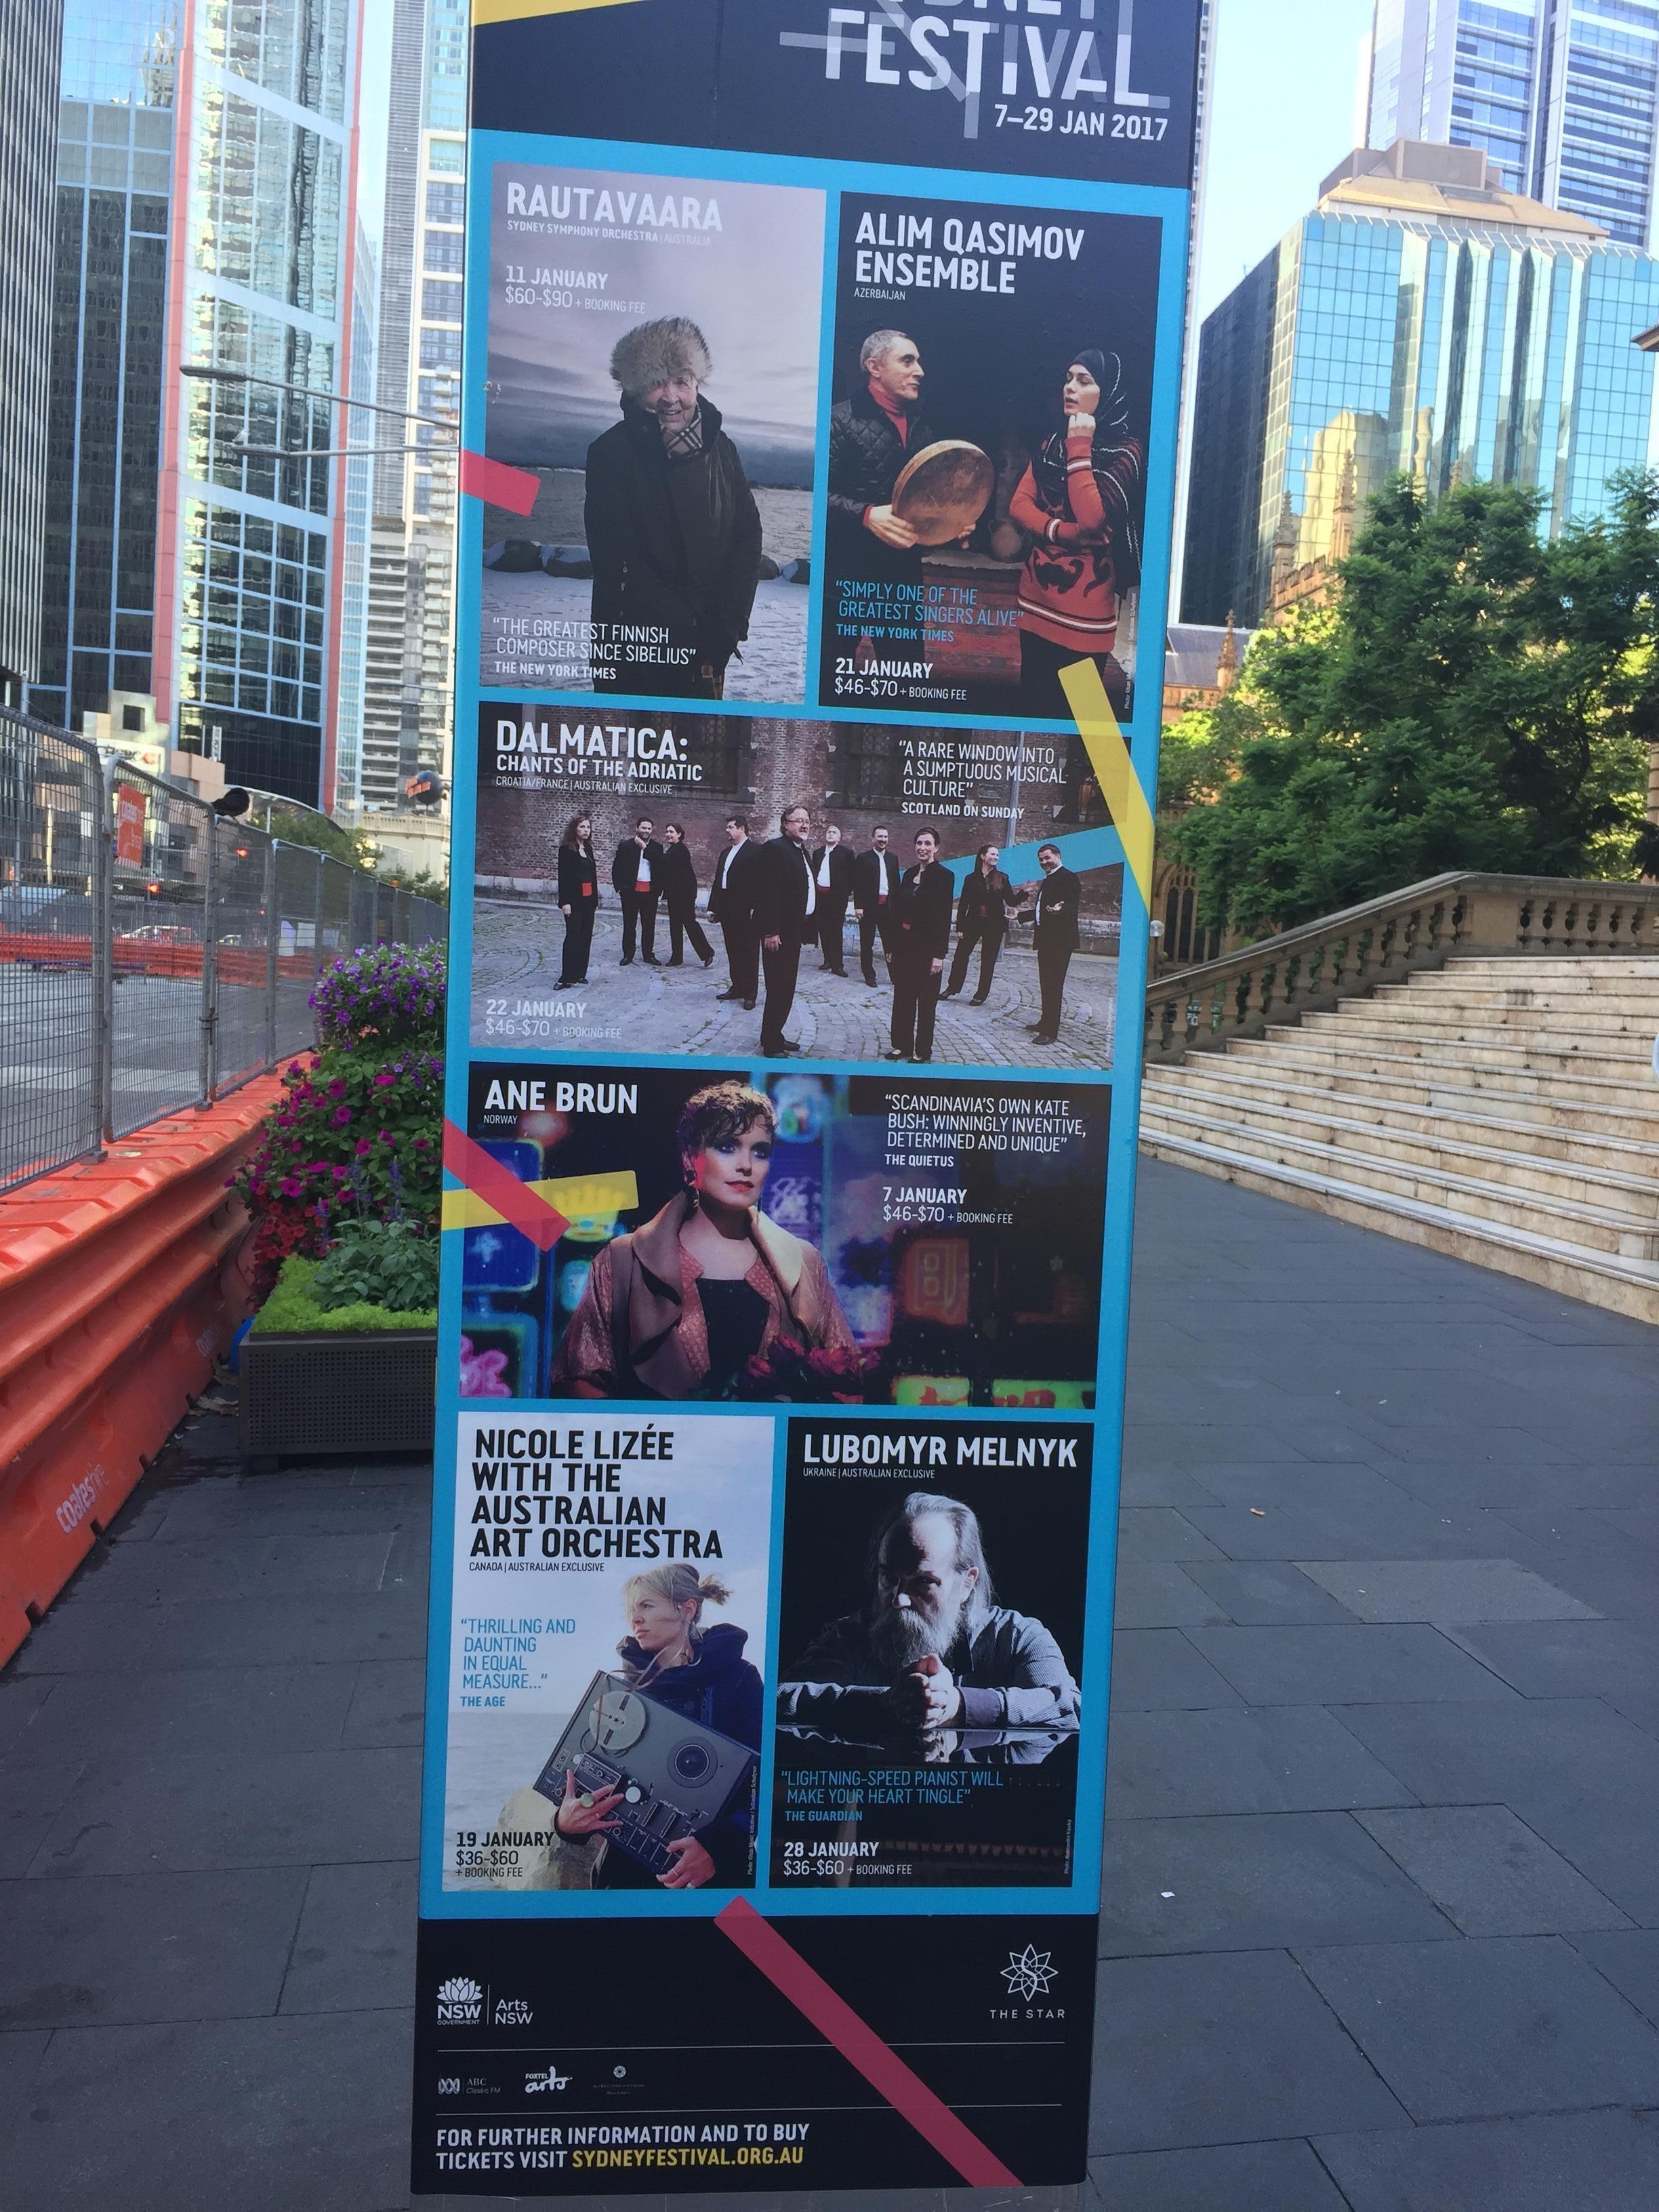 FESTIVAL
7–29 JAN 2017
RAUTAVAARA
SYDNEY SYMPHONY ORCHESTRA | AUSTRALIA
11 JANUARY
$60-$90 + BOOKING FEE
"THE GREATEST FINNISH
COMPOSER SINCE SIBELIUS"
THE NEW YORK TIMES
ALIM QASIMOV
ENSEMBLE
AZERBAIJAN
"SIMPLY ONE OF THE
GREATEST SINGERS ALIVE"
THE NEW YORK TIMES
21 JANUARY
$46-$70 + BOOKING FEE
DALMATICA:
CHANTS OF THE ADRIATIC
CROATIA/FRANCE | AUSTRALIAN EXCLUSIVE
"A RARE WINDOW INTO
A SUMPTUOUS MUSICAL
CULTURE"
SCOTLAND ON SUNDAY
22 JANUARY
$46-$70 + BOOKING FEE
ANE BRUN
NORWAY
"SCANDINAVIA'S OWN KATE
BUSH: WINNINGLY INVENTIVE,
DETERMINED AND UNIQUE"
THE QUIETUS
7 JANUARY
$46-$70 + BOOKING FEE
NICOLE LIZÉE
WITH THE
AUSTRALIAN
ART ORCHESTRA
CANADA | AUSTRALIAN EXCLUSIVE
"THRILLING AND
DAUNTING
IN EQUAL
MEASURE..."
THE AGE
19 JANUARY
$36-$60
+ BOOKING FEE
LUBOMYR MELNYK
UKRAINE | AUSTRALIAN EXCLUSIVE
"LIGHTNING-SPEED PIANIST WILL
MAKE YOUR HEART TINGLE"
THE GUARDIAN
28 JANUARY
$36-$60 + BOOKING FEE
NSW
GOVERNMENT
Arts
NSW
THE STAR
ABC
Classic FM
FOXTEL
arts
FOR FURTHER INFORMATION AND TO BUY
TICKETS VISIT SYDNEYFESTIVAL.ORG.AU
coates